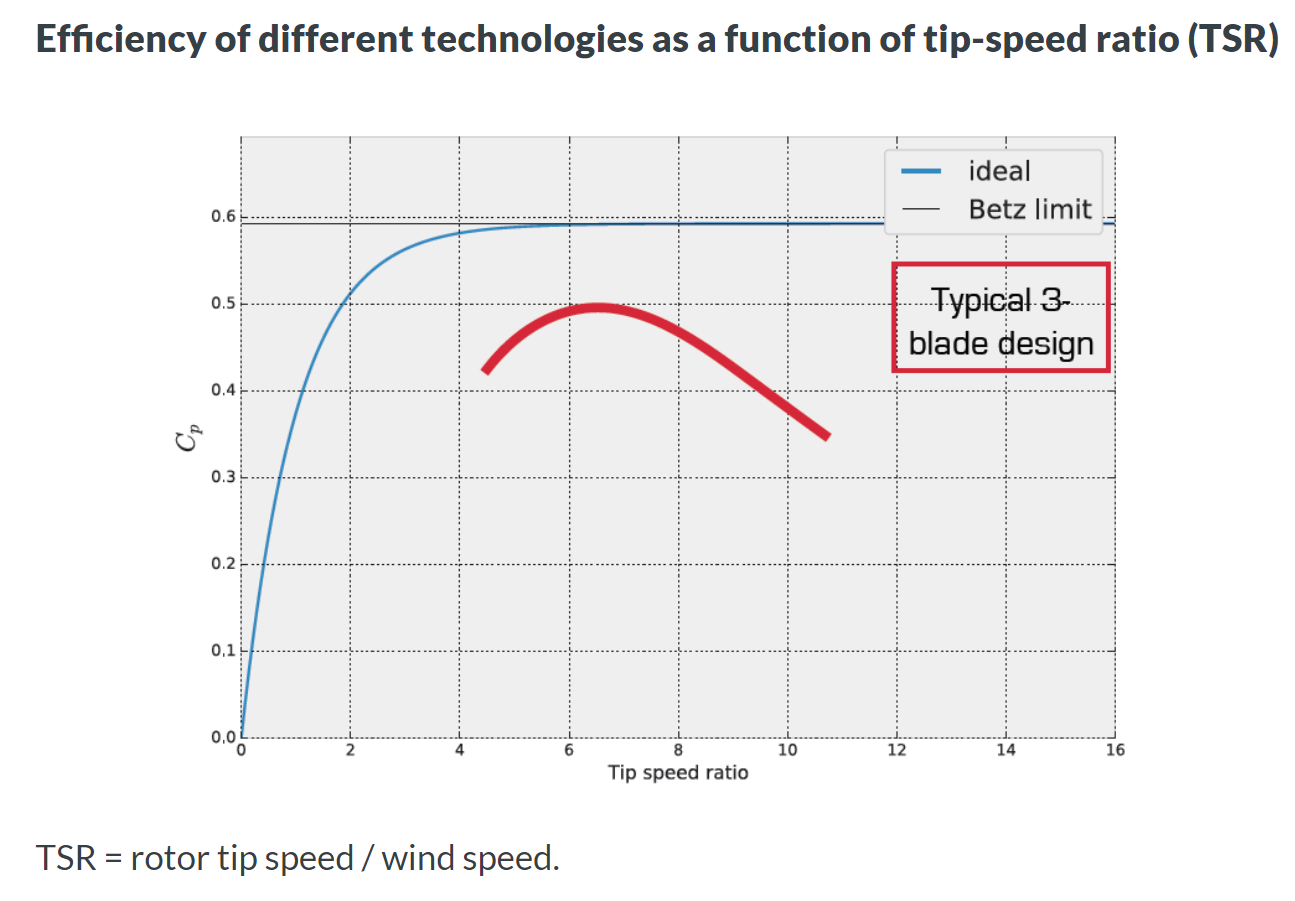 Efficiency of different technologies as a function of tip-speed ratio (TSR)
ideal
Betz limit
Typical 3-
blade design
0.6
0.5
0.4
0.3
0.2
0.1
0.0
C_p
0 2 4 6 8 10 12 14 16
Tip speed ratio
TSR = rotor tip speed / wind speed.